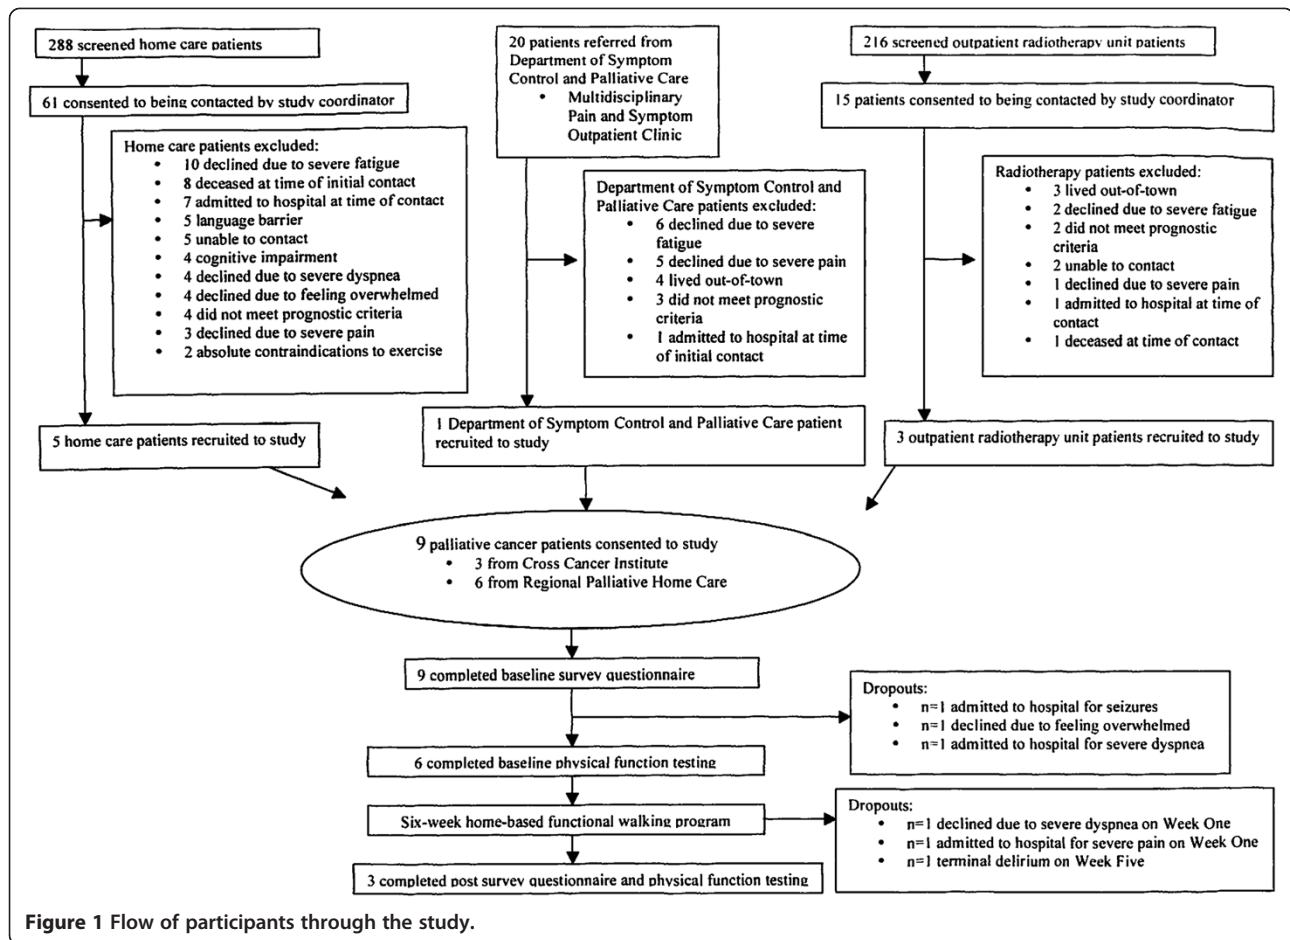 288 screened home care patients
61 consented to being contacted by study coordinator
Home care patients excluded:
• 10 declined due to severe fatigue
• 8 deceased at time of initial contact
• 7 admitted to hospital at time of contact
• 5 language barrier
• 5 unable to contact
• 4 cognitive impairment
• 4 declined due to severe dyspnea
• 4 declined due to feeling overwhelmed
• 4 did not meet prognostic criteria
• 3 declined due to severe pain
• 2 absolute contraindications to exercise
5 home care patients recruited to study
20 patients referred from
Department of Symptom
Control and Palliative Care
• Multidisciplinary
Pain and Symptom
Outpatient Clinic
Department of Symptom Control and
Palliative Care patients excluded:
• 6 declined due to severe
fatigue
• 5 declined due to severe pain
• 4 lived out-of-town
• 3 did not meet prognostic
criteria
• 1 admitted to hospital at time
of initial contact
1 Department of Symptom Control and Palliative Care patient
recruited to study
216 screened outpatient radiotherapy unit patients
15 patients consented to being contacted by study coordinator
Radiotherapy patients excluded:
• 3 lived out-of-town
• 2 declined due to severe fatigue
• 2 did not meet prognostic
criteria
• 2 unable to contact
• 1 declined due to severe pain
• 1 admitted to hospital at time of
contact
• 1 deceased at time of contact
3 outpatient radiotherapy unit patients recruited to study
9 palliative cancer patients consented to study
• 3 from Cross Cancer Institute
• 6 from Regional Palliative Home Care
9 completed baseline survey questionnaire
Dropouts:
• n=1 admitted to hospital for seizures
• n=1 declined due to feeling overwhelmed
• n=1 admitted to hospital for severe dyspnea
6 completed baseline physical function testing
Six-week home-based functional walking program
Dropouts:
• n=1 declined due to severe dyspnea on Week One
• n=1 admitted to hospital for severe pain on Week One
• n=1 terminal delirium on Week Five
3 completed post survey questionnaire and physical function testing
Figure 1 Flow of participants through the study.